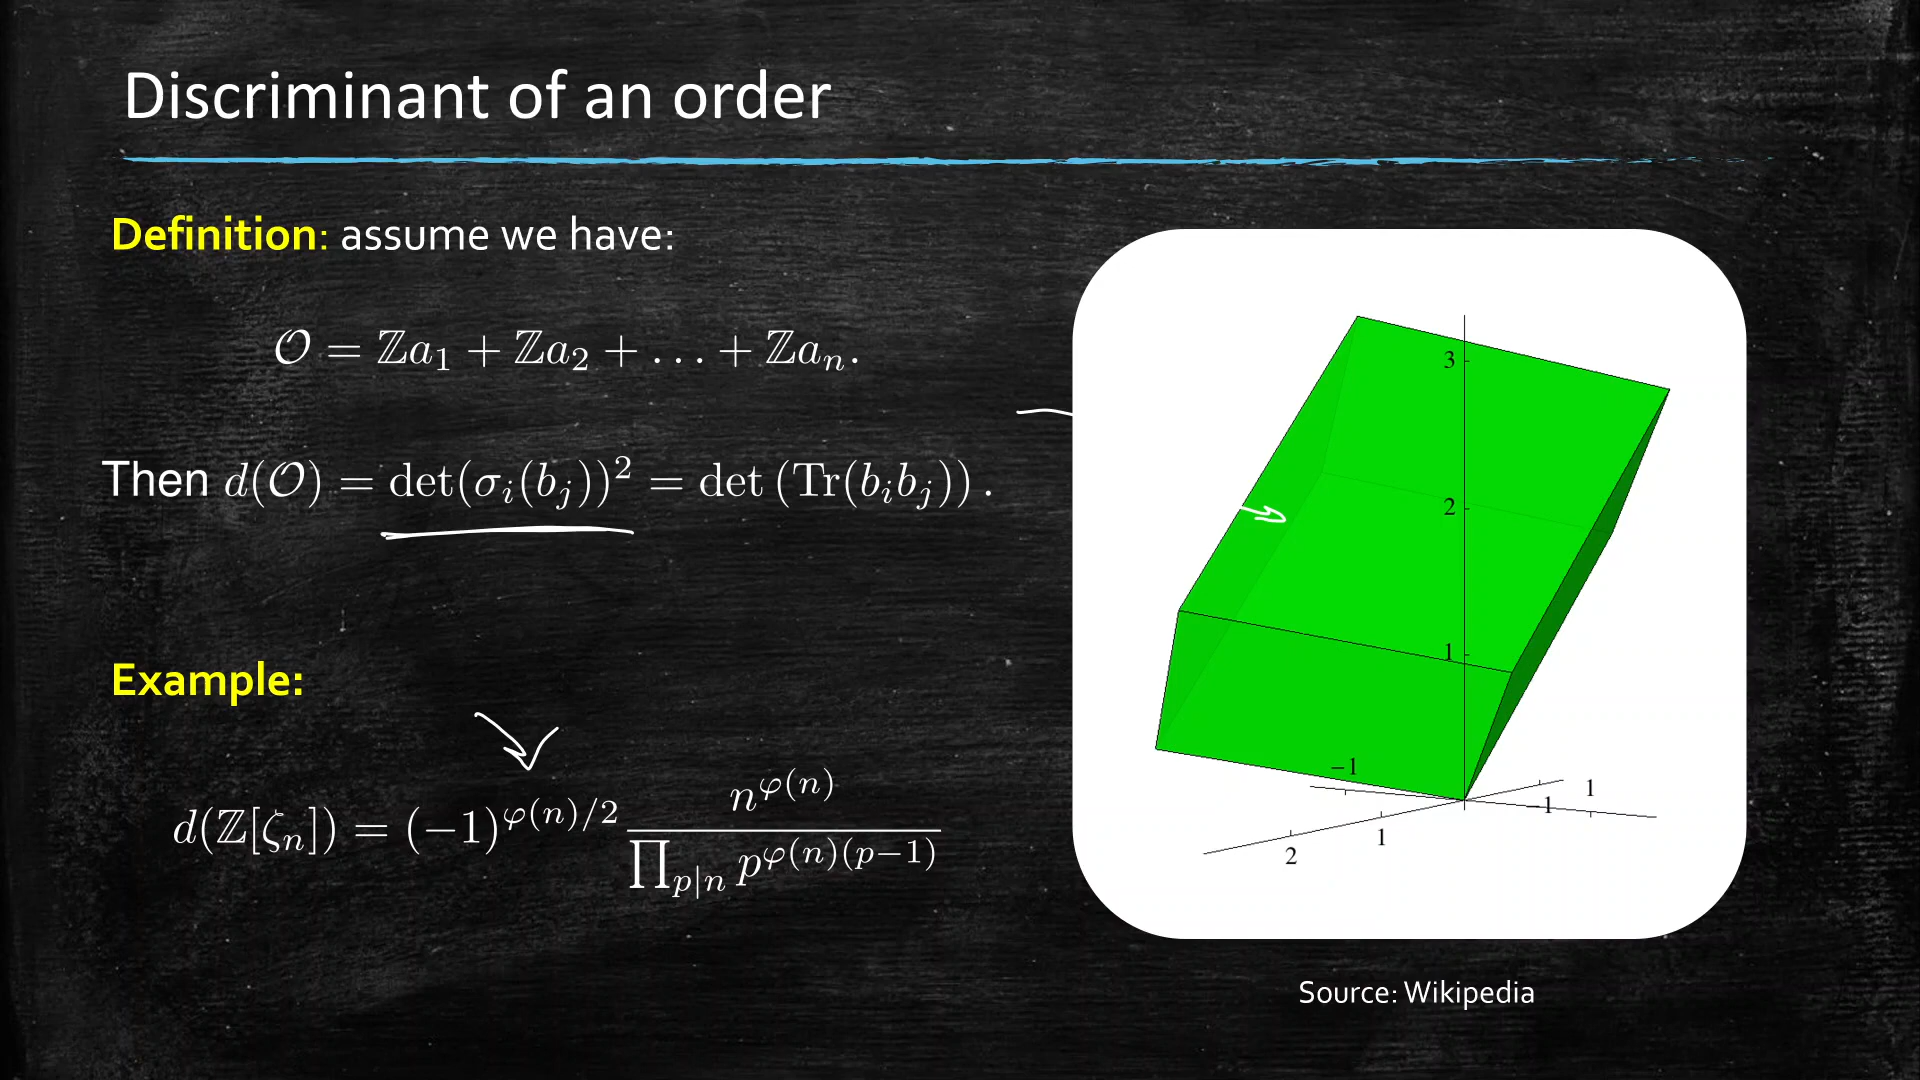 Discriminant of an order
Definition: assume we have:
𝒪 = ℤa₁ + ℤa₂ + … + ℤaₙ.
Then d(𝒪) = det(σᵢ(bⱼ))² = det (Tr(bᵢbⱼ)).
Example:
d(ℤ[ζₙ]) = (−1)^{φ(n)/2} n^{φ(n)} / ∏_{p|n} p^{φ(n)(p−1)}
3
2
1
−1
1
−1
1
2
Source: Wikipedia